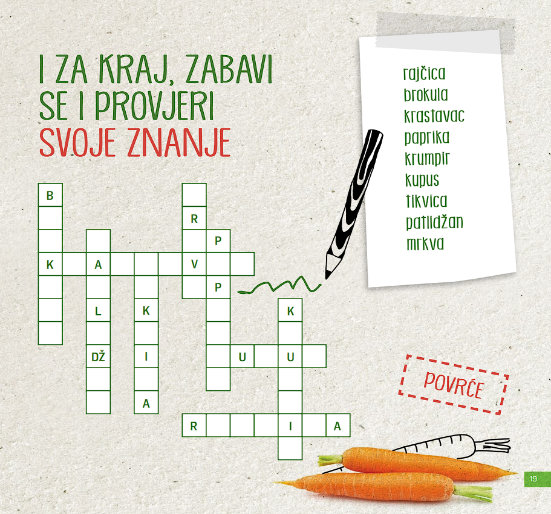 I ZA KRAJ, ZABAVI
SE I PROVJERI
SVOJE ZNANJE
rajčica
brokula
krastavac
paprika
krumpir
kupus
tikvica
patlidžan
mrkva
B
R
P
K A V
P
L K K
DŽ I U U
A
R I A
POVRĆE
19